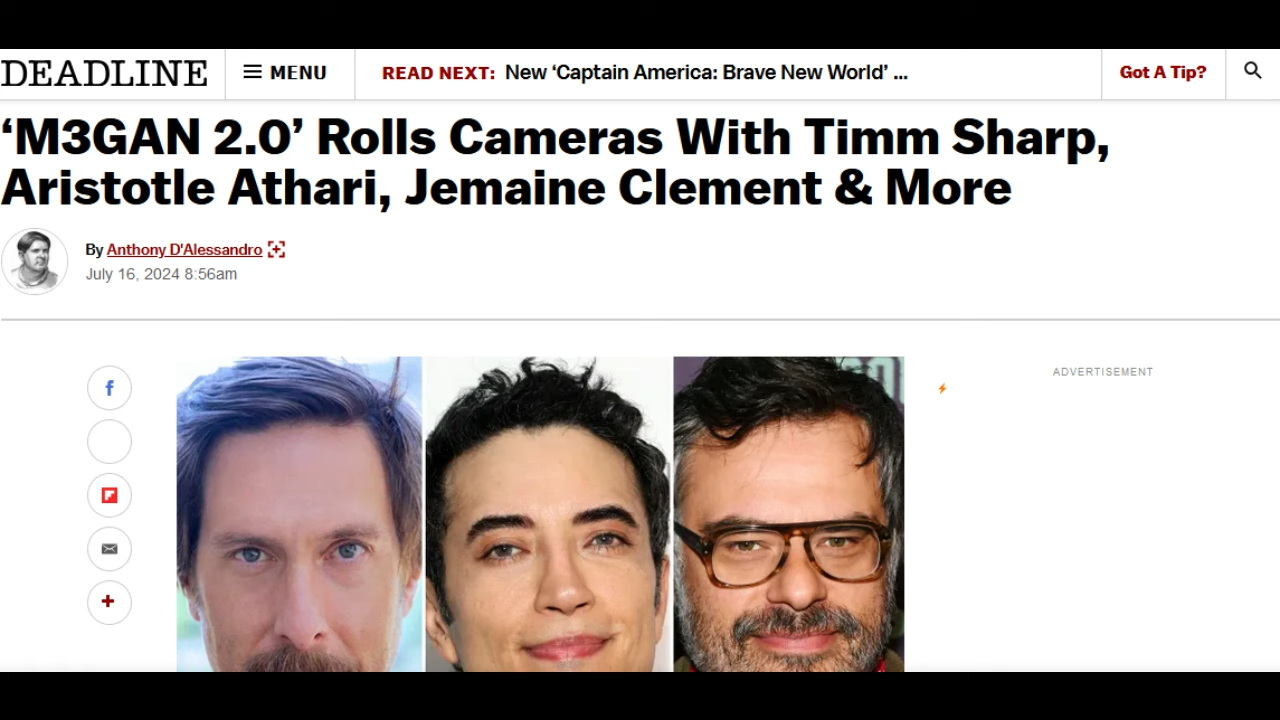 DEADLINE
MENU
READ NEXT: New ‘Captain America: Brave New World’ ...
Got A Tip?
‘M3GAN 2.0’ Rolls Cameras With Timm Sharp,
Aristotle Athari, Jemaine Clement & More
By Anthony D'Alessandro
July 16, 2024 8:56am
ADVERTISEMENT